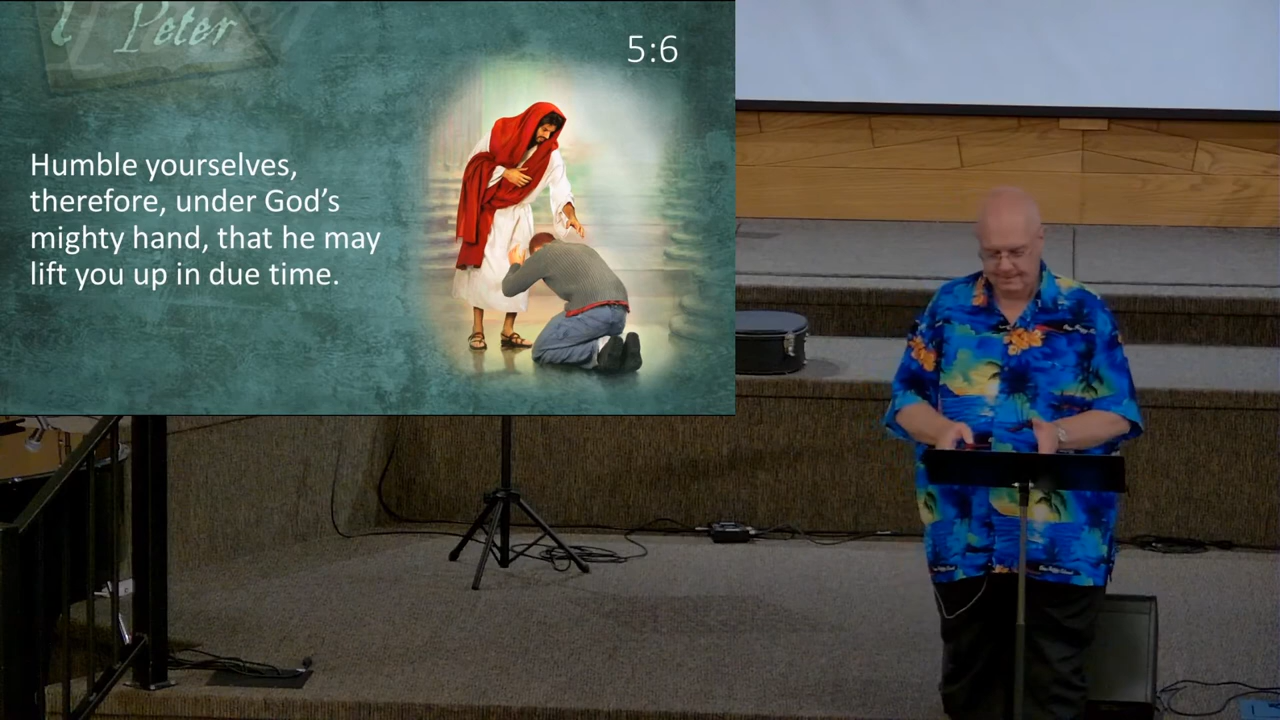 1 Peter
5:6
Humble yourselves,
therefore, under God’s
mighty hand, that he may
lift you up in due time.